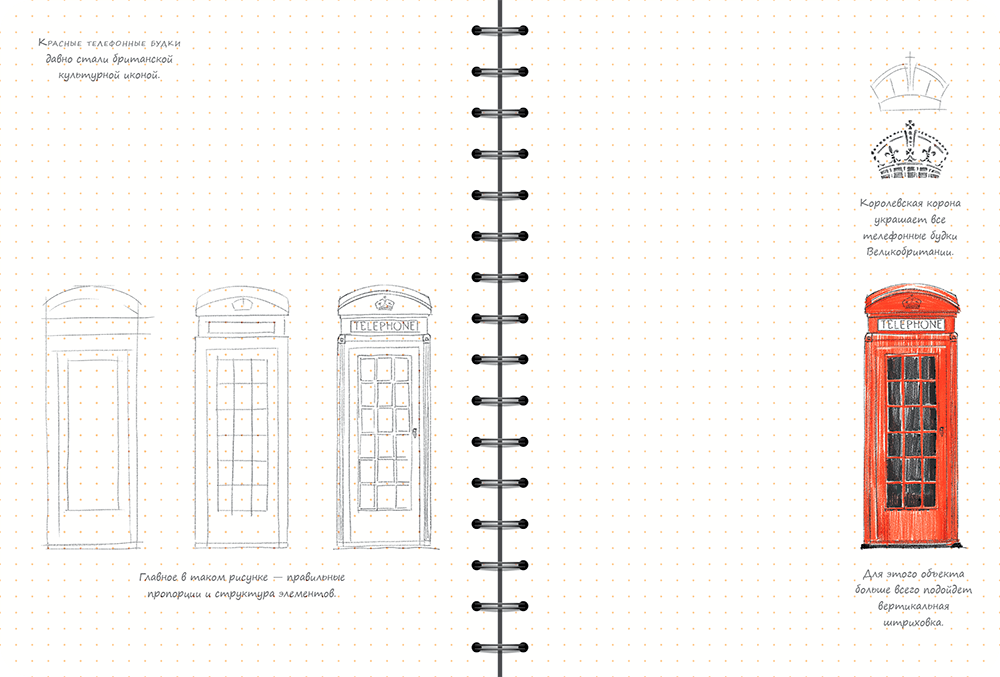 Красные телефонные будки
давно стали британской
культурной иконой.
TELEPHONE
Главное в таком рисунке — правильные
пропорции и структура элементов.
Королевская корона
украшает все
телефонные будки
Великобритании.
TELEPHONE
Для этого объекта
больше всего подойдет
вертикальная
штриховка.